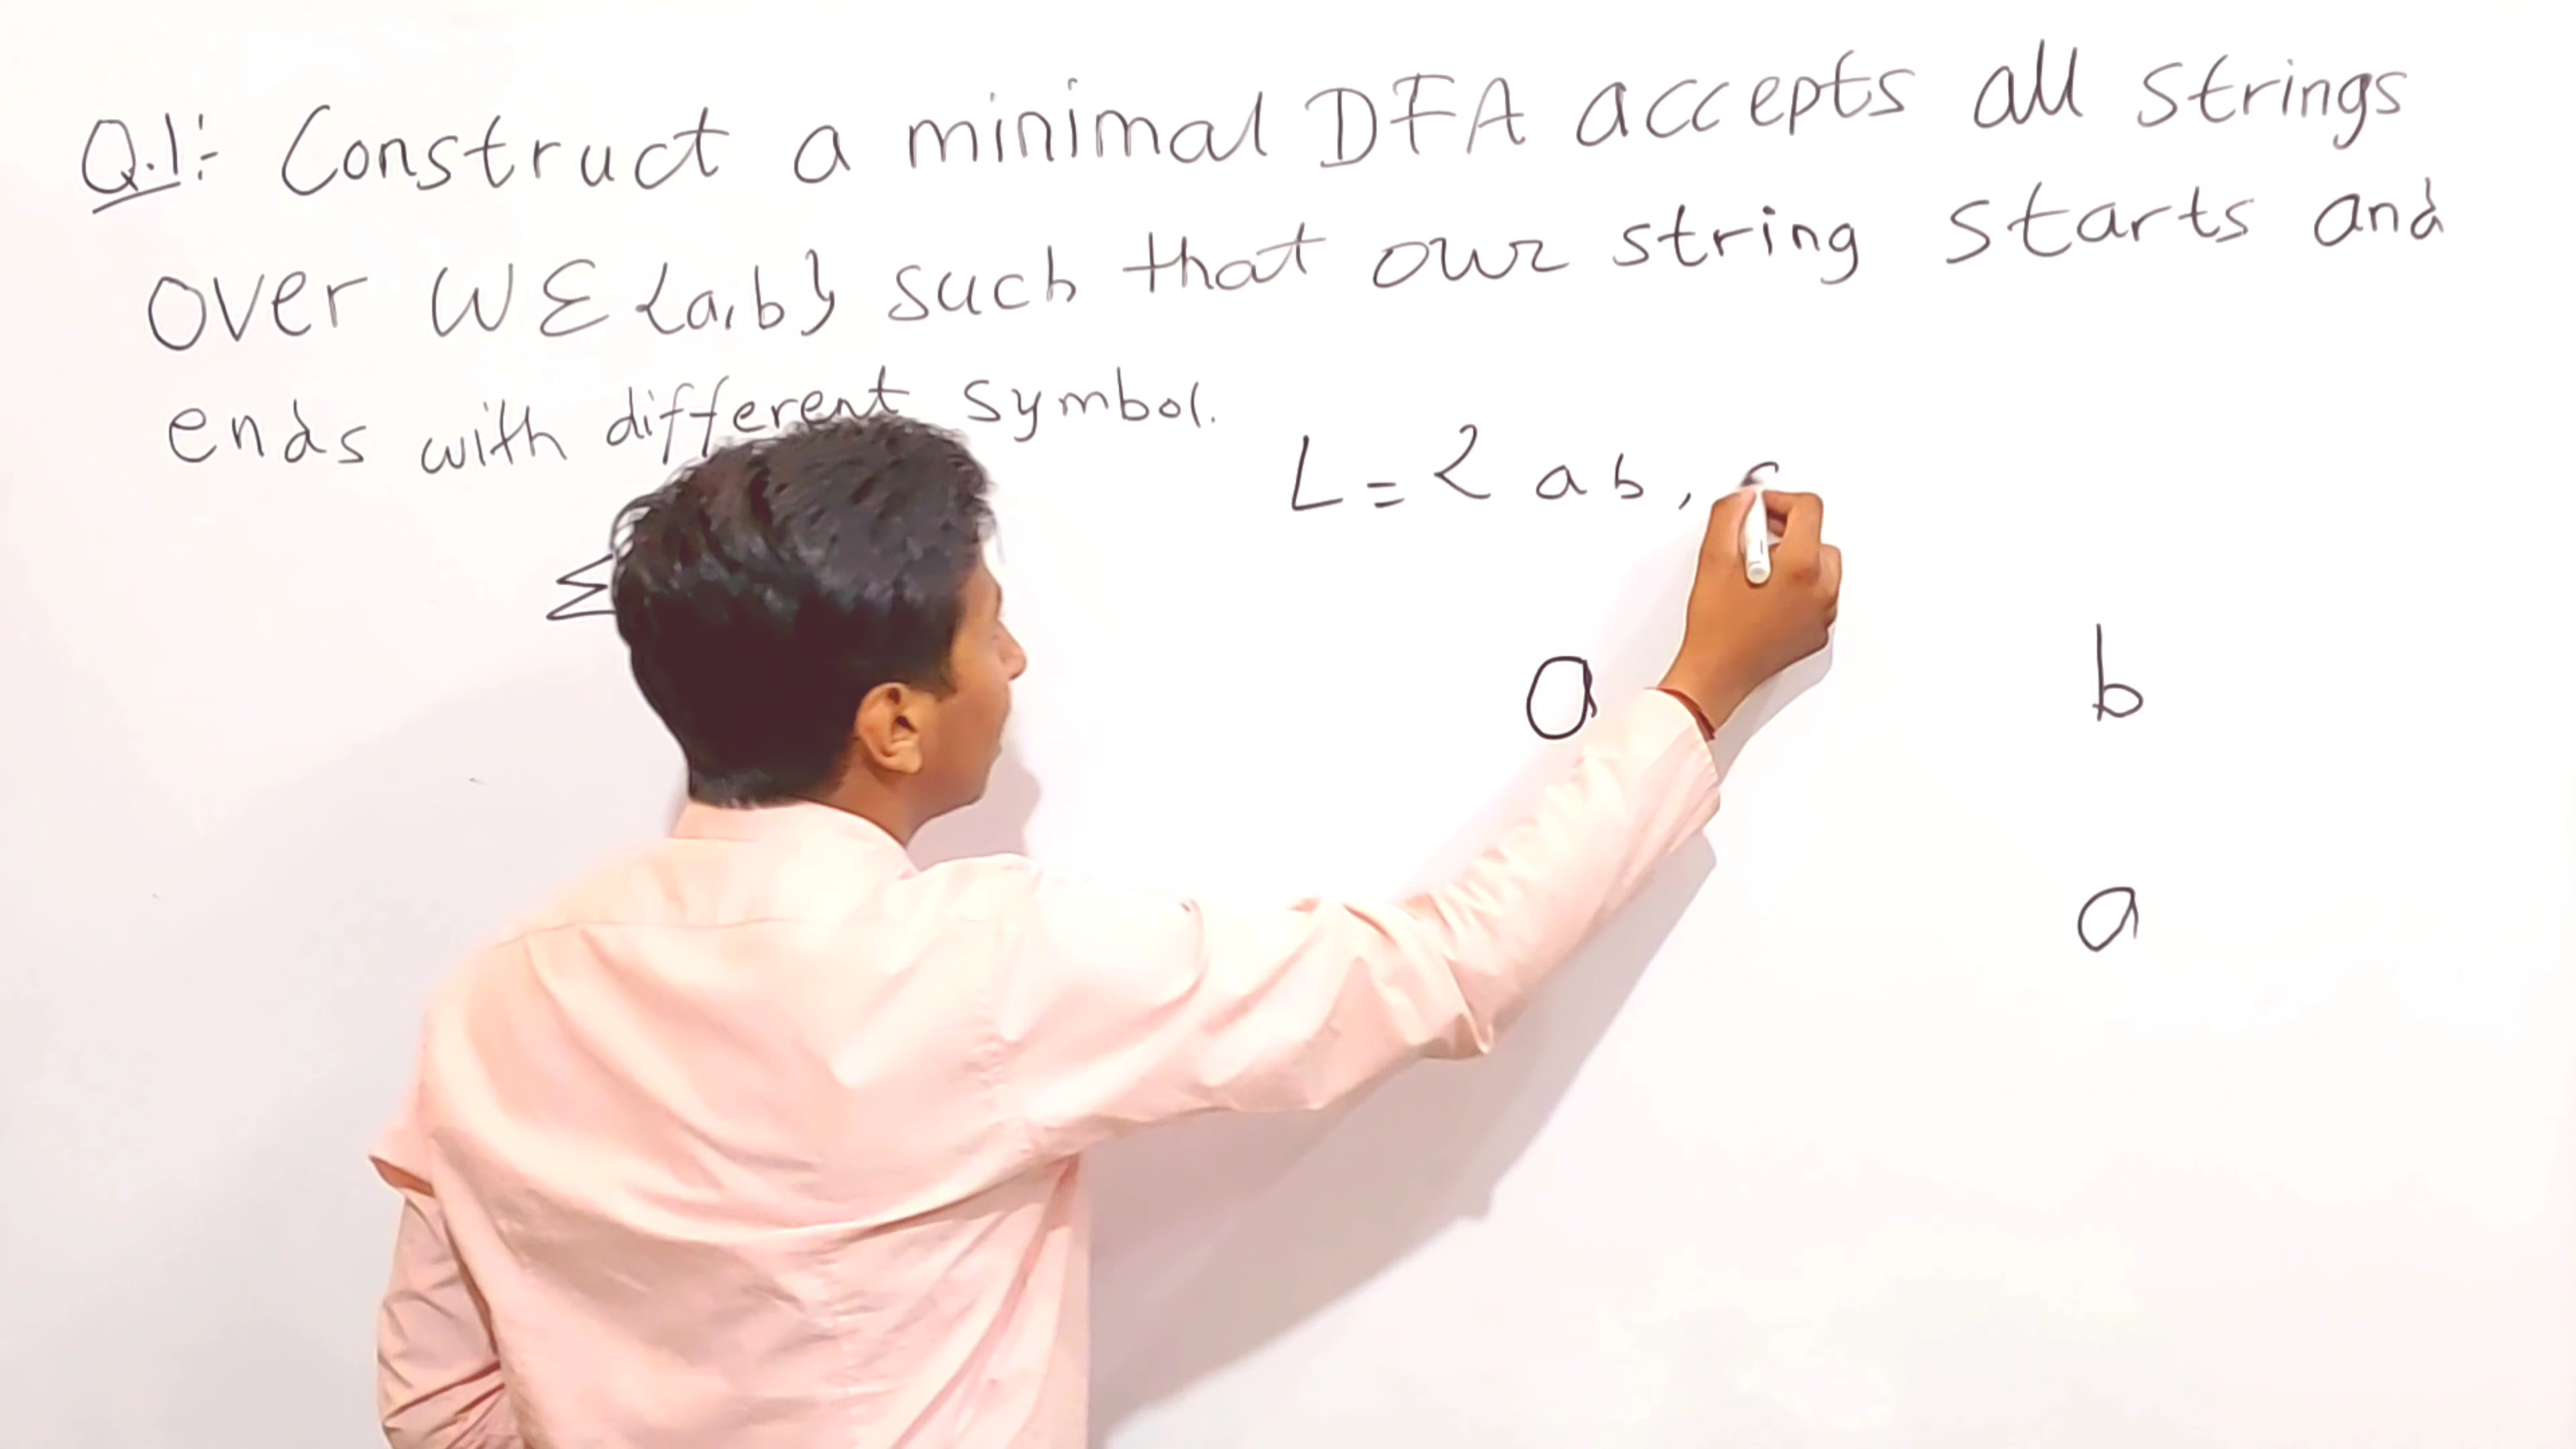 Q.1:- Construct a minimal DFA accepts all strings
over W Σ {a,b} such that our string starts and
ends with different symbol.
L = { ab,
Σ
a b
a